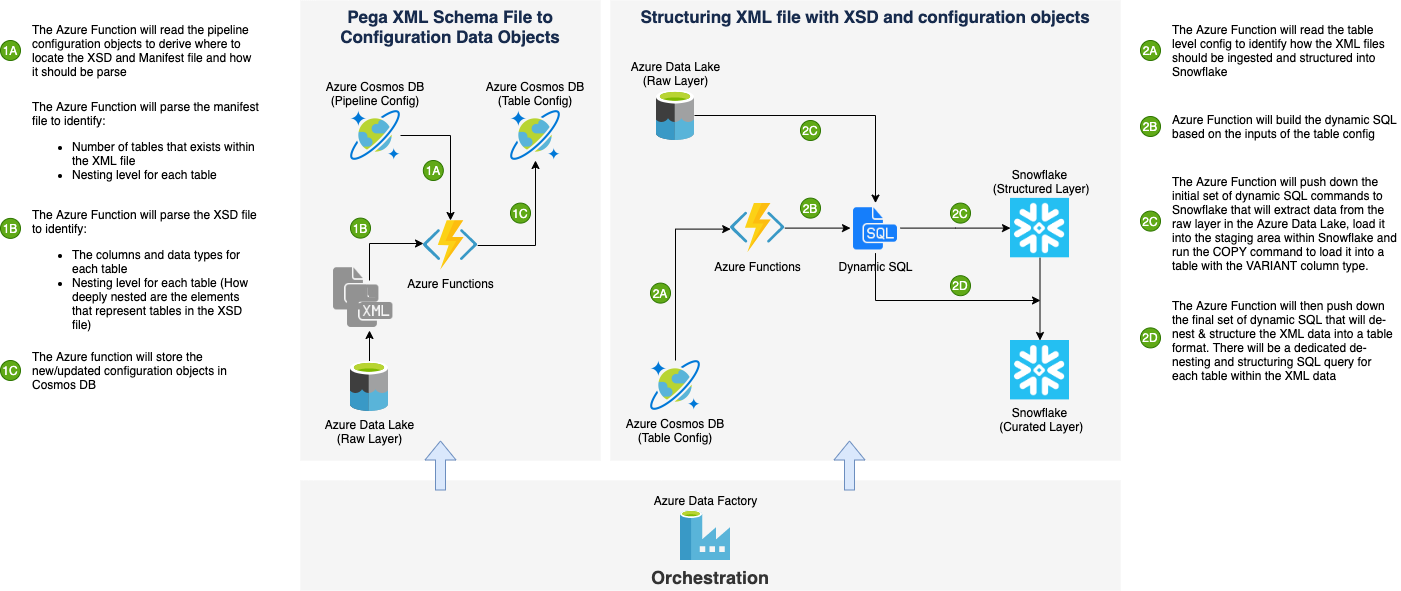 1A
The Azure Function will read the pipeline
configuration objects to derive where to
locate the XSD and Manifest file and how
it should be parse
The Azure Function will parse the manifest
file to identify:
• Number of tables that exists within
the XML file
• Nesting level for each table
1B
The Azure Function will parse the XSD file
to identify:
• The columns and data types for
each table
• Nesting level for each table (How
deeply nested are the elements
that represent tables in the XSD
file)
1C
The Azure function will store the
new/updated configuration objects in
Cosmos DB
Pega XML Schema File to
Configuration Data Objects
Azure Cosmos DB
(Pipeline Config)
Azure Cosmos DB
(Table Config)
1A
1C
1B
Azure Functions
XML
Azure Data Lake
(Raw Layer)
Structuring XML file with XSD and configuration objects
Azure Data Lake
(Raw Layer)
2C
2B
Azure Functions
SQL
Dynamic SQL
2C
Snowflake
(Structured Layer)
2A
2D
Azure Cosmos DB
(Table Config)
Snowflake
(Curated Layer)
Azure Data Factory
Orchestration
2A
The Azure Function will read the table
level config to identify how the XML files
should be ingested and structured into
Snowflake
2B
Azure Function will build the dynamic SQL
based on the inputs of the table config
2C
The Azure Function will push down the
initial set of dynamic SQL commands to
Snowflake that will extract data from the
raw layer in the Azure Data Lake, load it
into the staging area within Snowflake and
run the COPY command to load it into a
table with the VARIANT column type.
2D
The Azure Function will then push down
the final set of dynamic SQL that will de-
nest & structure the XML data into a table
format. There will be a dedicated de-
nesting and structuring SQL query for
each table within the XML data